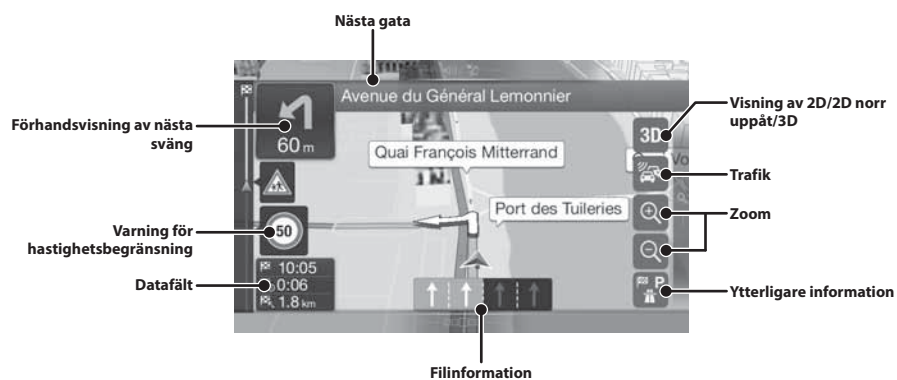 Nästa gata
Avenue du Général Lemonnier
Förhandsvisning av nästa
sväng
60 m
3D
Visning av 2D/2D norr
uppåt/3D
Quai François Mitterrand
Vo
Trafik
Port des Tuileries
Zoom
Varning för
hastighetsbegränsning
50
Datafält
10:05
0:06
1.8 km
P
Ytterligare information
Filinformation